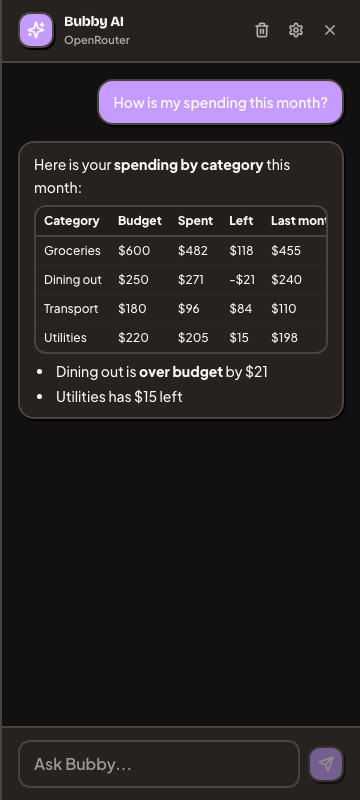 Bubby AI
OpenRouter
How is my spending this month?
Here is your spending by category this
month:
Category Budget Spent Left Last mont
Groceries $600 $482 $118 $455
Dining out $250 $271 -$21 $240
Transport $180 $96 $84 $110
Utilities $220 $205 $15 $198
• Dining out is over budget by $21
• Utilities has $15 left
Ask Bubby...